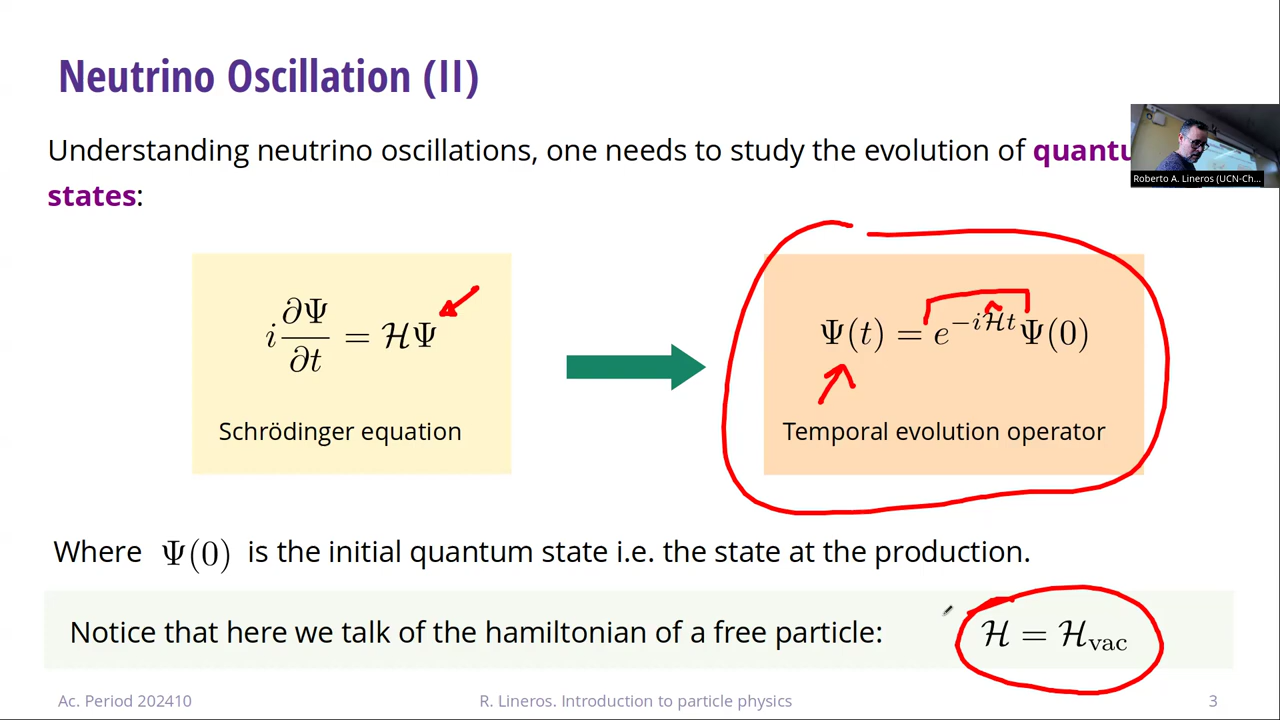 Neutrino Oscillation (II)
Understanding neutrino oscillations, one needs to study the evolution of quantu
states:
Roberto A. Lineros (UCN-Ch...
i ∂Ψ/∂t = ℋΨ
Schrödinger equation
Ψ(t) = e^{-iℋt}Ψ(0)
Temporal evolution operator
Where Ψ(0) is the initial quantum state i.e. the state at the production.
Notice that here we talk of the hamiltonian of a free particle: ℋ = ℋ_vac
Ac. Period 202410 R. Lineros. Introduction to particle physics 3